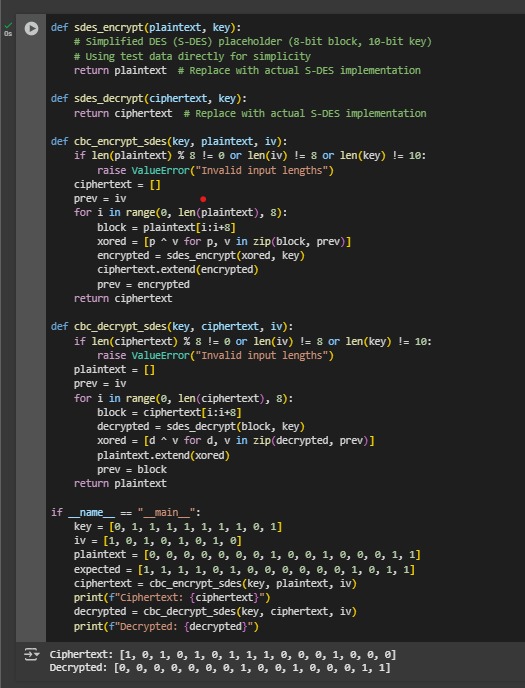 def sdes_encrypt(plaintext, key):
    # Simplified DES (S-DES) placeholder (8-bit block, 10-bit key)
    # Using test data directly for simplicity
    return plaintext  # Replace with actual S-DES implementation

def sdes_decrypt(ciphertext, key):
    return ciphertext  # Replace with actual S-DES implementation

def cbc_encrypt_sdes(key, plaintext, iv):
    if len(plaintext) % 8 != 0 or len(iv) != 8 or len(key) != 10:
        raise ValueError("Invalid input lengths")
    ciphertext = []
    prev = iv
    for i in range(0, len(plaintext), 8):
        block = plaintext[i:i+8]
        xored = [p ^ v for p, v in zip(block, prev)]
        encrypted = sdes_encrypt(xored, key)
        ciphertext.extend(encrypted)
        prev = encrypted
    return ciphertext

def cbc_decrypt_sdes(key, ciphertext, iv):
    if len(ciphertext) % 8 != 0 or len(iv) != 8 or len(key) != 10:
        raise ValueError("Invalid input lengths")
    plaintext = []
    prev = iv
    for i in range(0, len(ciphertext), 8):
        block = ciphertext[i:i+8]
        decrypted = sdes_decrypt(block, key)
        xored = [d ^ v for d, v in zip(decrypted, prev)]
        plaintext.extend(xored)
        prev = block
    return plaintext

if __name__ == "__main__":
    key = [0, 1, 1, 1, 1, 1, 1, 1, 0, 1]
    iv = [1, 0, 1, 0, 1, 0, 1, 0]
    plaintext = [0, 0, 0, 0, 0, 0, 0, 1, 0, 0, 1, 0, 0, 0, 1, 1]
    expected = [1, 1, 1, 1, 0, 1, 0, 0, 0, 0, 0, 0, 1, 0, 1, 1]
    ciphertext = cbc_encrypt_sdes(key, plaintext, iv)
    print(f"Ciphertext: {ciphertext}")
    decrypted = cbc_decrypt_sdes(key, ciphertext, iv)
    print(f"Decrypted: {decrypted}")
0s
Ciphertext: [1, 0, 1, 0, 1, 0, 1, 1, 1, 0, 0, 0, 1, 0, 0, 0]
Decrypted: [0, 0, 0, 0, 0, 0, 0, 1, 0, 0, 1, 0, 0, 0, 1, 1]